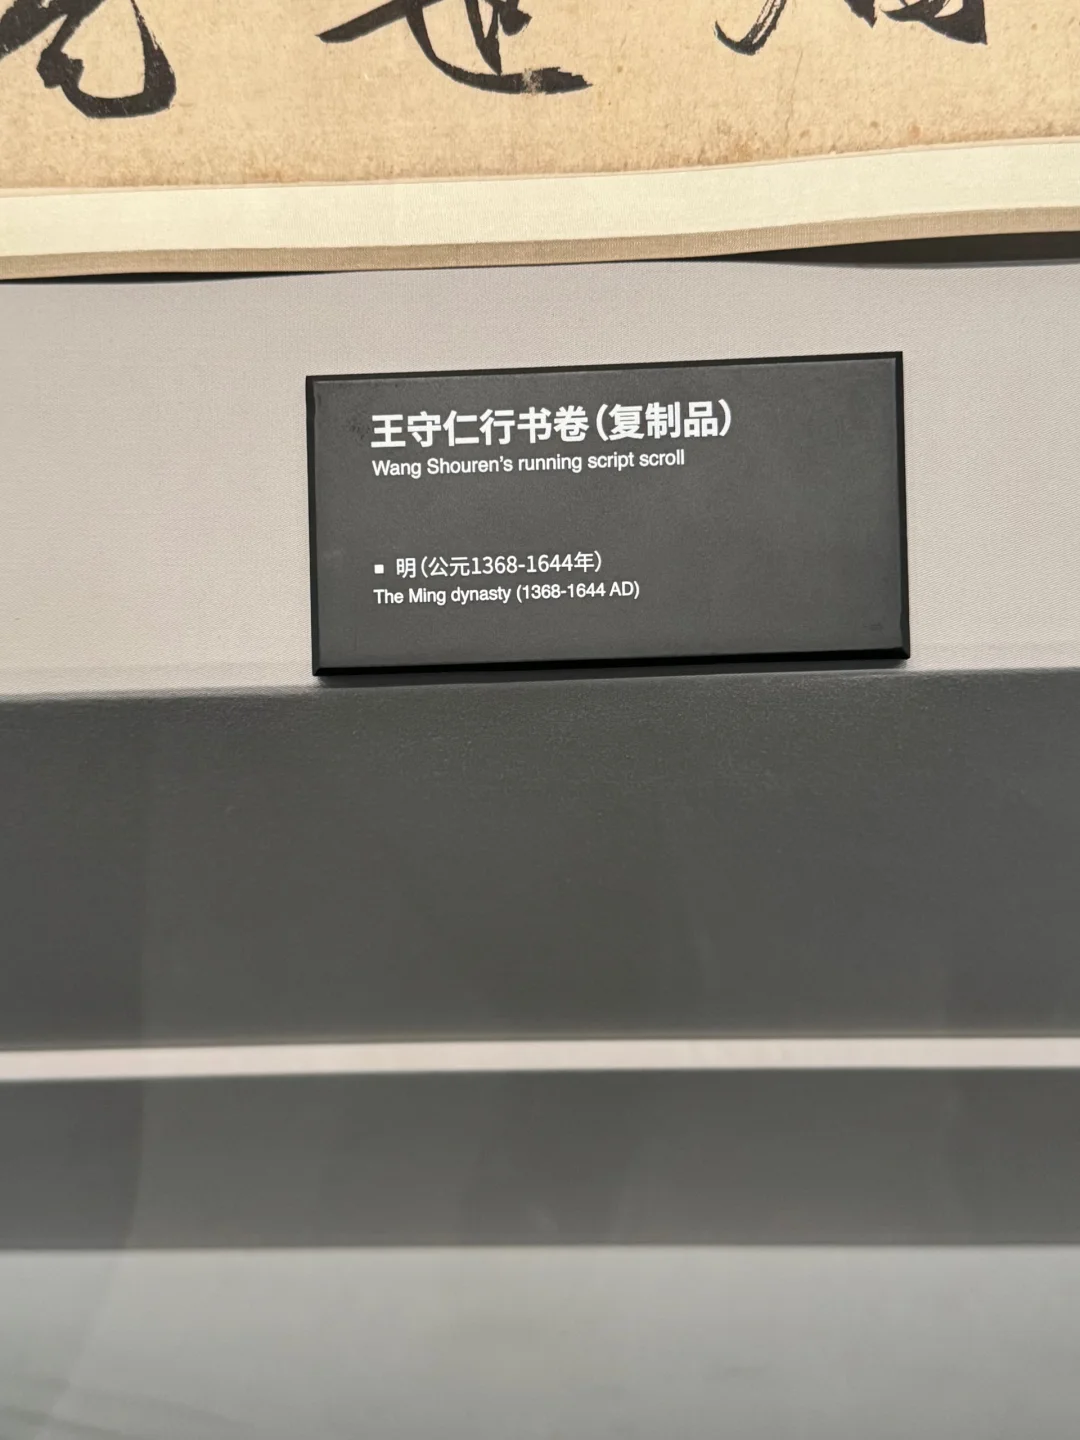 王守仁行书卷（复制品）
Wang Shouren's running script scroll
▪ 明（公元1368-1644年）
The Ming dynasty (1368-1644 AD)